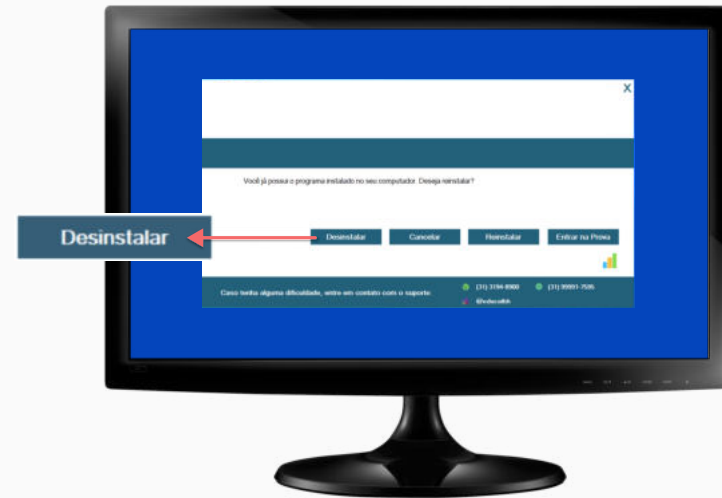 X
Você já possui o programa instalado no seu computador. Deseja reinstalar?
Desinstalar
Desinstalar Cancelar Reinstalar Entrar na Prova
Caso tenha alguma dificuldade, entre em contato com o suporte:
(31) 3194-8900 (31) 99991-7595